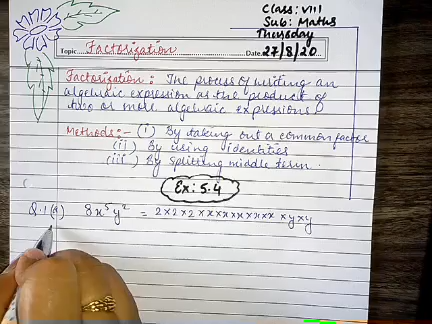 Class: VIII
Sub: Maths
Thursday
Topic Factorization Date 27/8/20
Factorization: The process of writing an
algebraic expression as the product of
two or more algebraic expressions.
Methods:- (i) By taking out a common factor
(ii) By using identities
(iii) By splitting middle term.
Ex: 5.4
Q.1(a) 8x⁵y² = 2×2×2×x×x×x×x×x×y×y